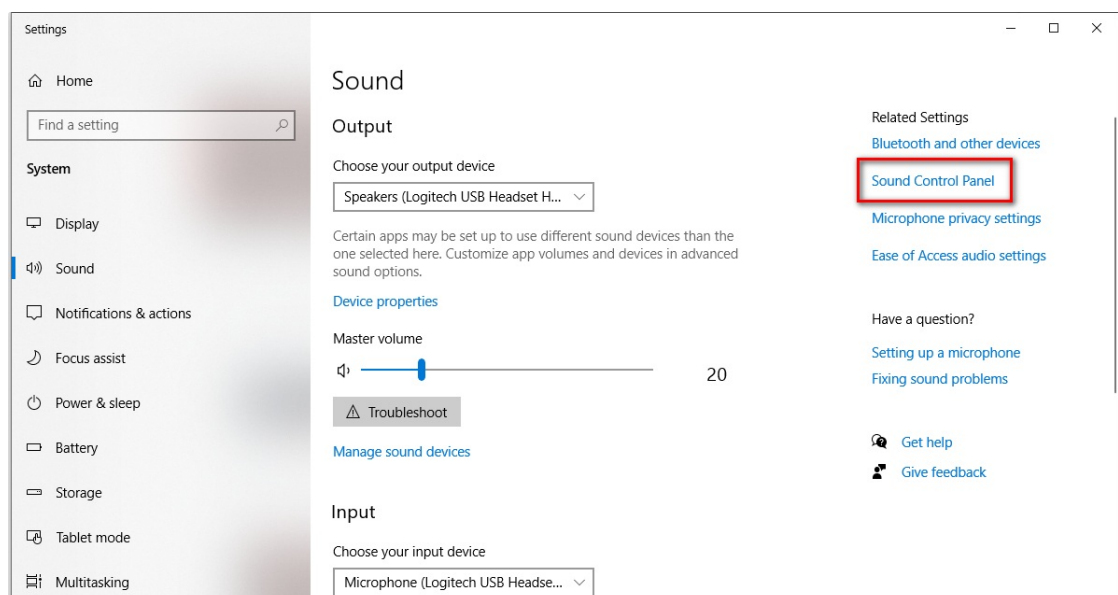 Settings
Home
Find a setting
System
Display
Sound
Notifications & actions
Focus assist
Power & sleep
Battery
Storage
Tablet mode
Multitasking
Sound
Output
Choose your output device
Speakers (Logitech USB Headset H...
Certain apps may be set up to use different sound devices than the
one selected here. Customize app volumes and devices in advanced
sound options.
Device properties
Master volume
20
Troubleshoot
Manage sound devices
Input
Choose your input device
Microphone (Logitech USB Headse...
Related Settings
Bluetooth and other devices
Sound Control Panel
Microphone privacy settings
Ease of Access audio settings
Have a question?
Setting up a microphone
Fixing sound problems
Get help
Give feedback